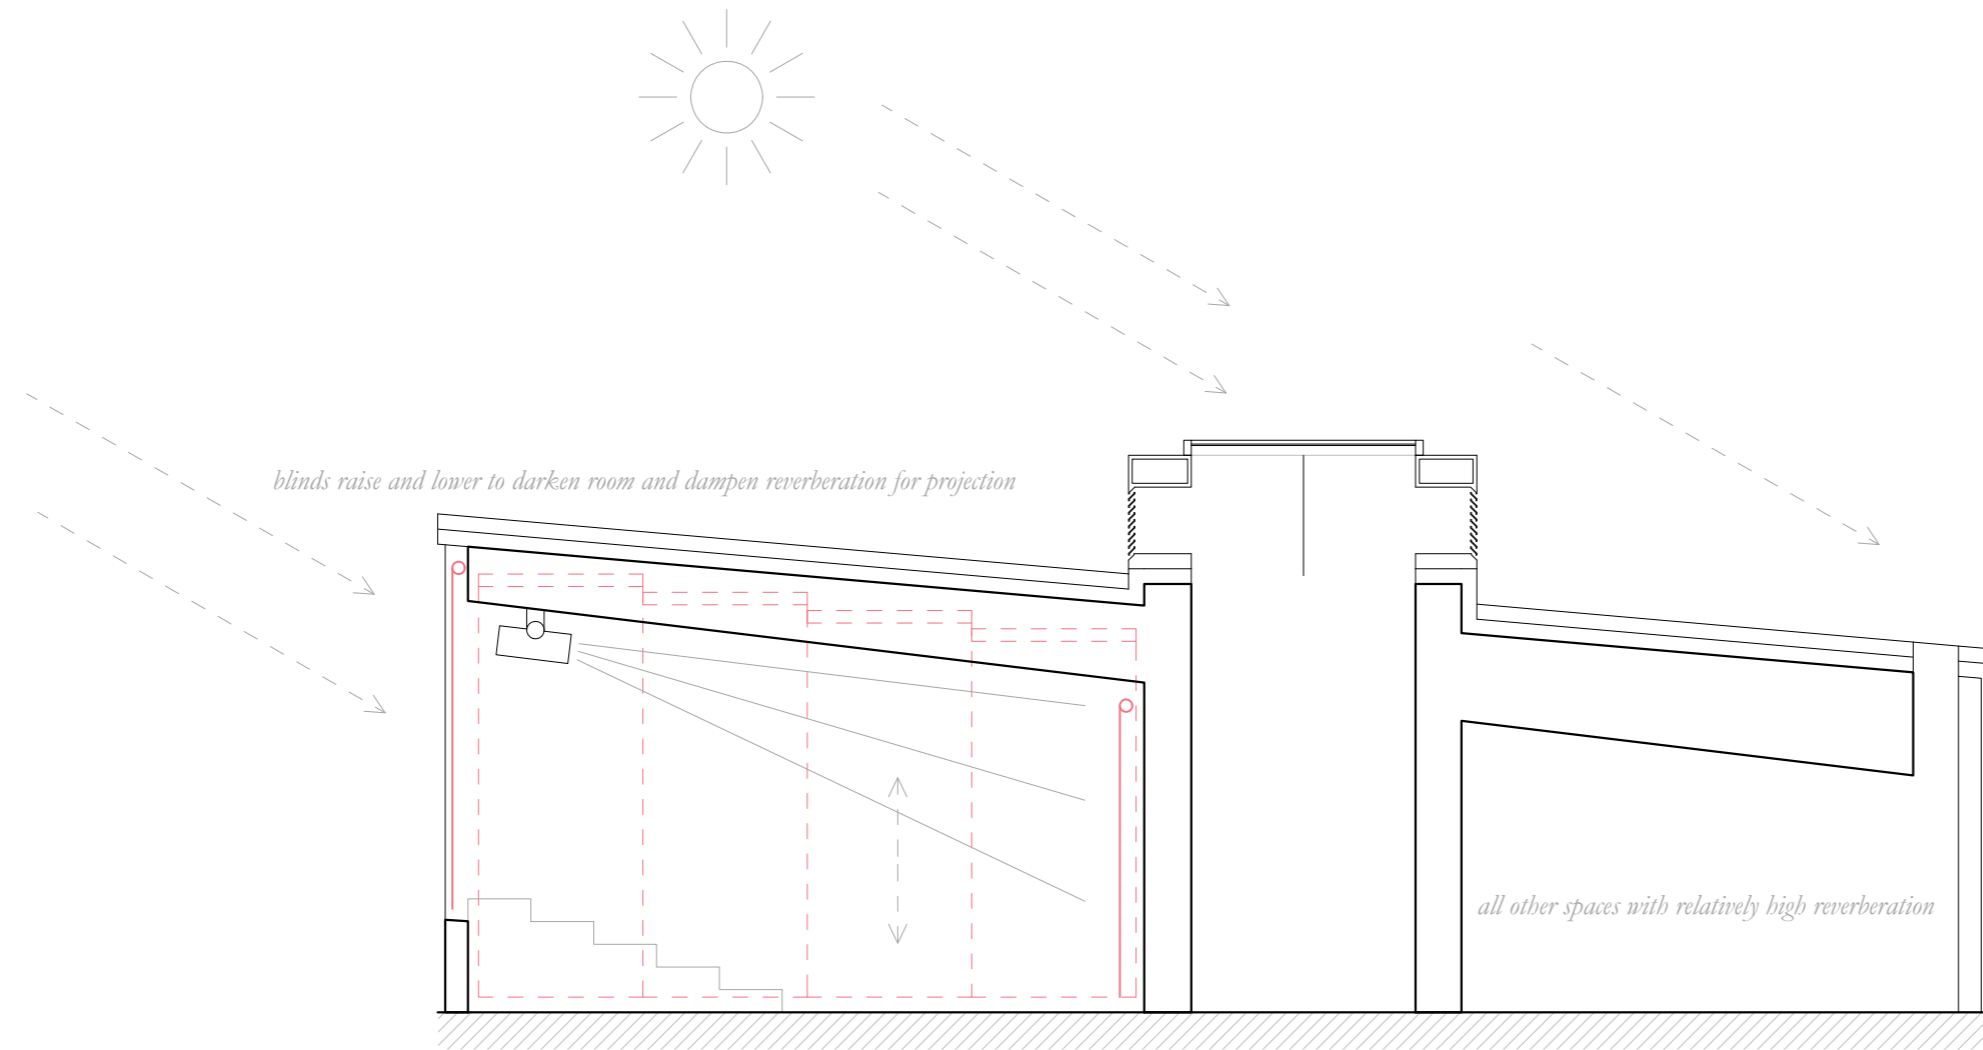 blinds raise and lower to darken room and dampen reverberation for projection
all other spaces with relatively high reverberation